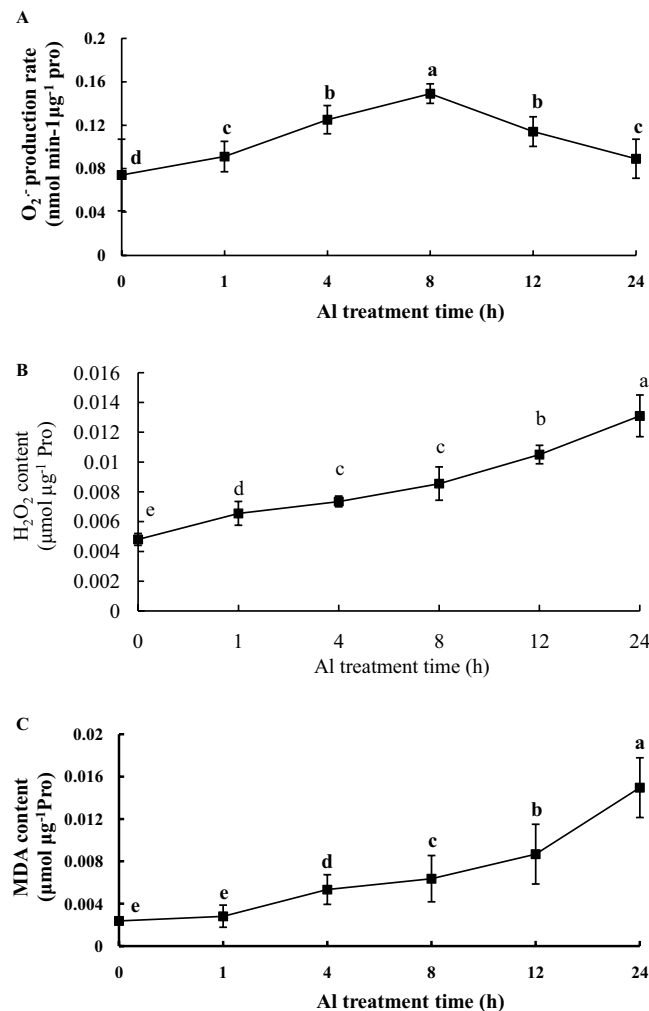 A
O₂·⁻ production rate
(nmol min-1μg⁻¹ pro)
0.2
0.16
0.12
0.08
0.04
0
d
c
b
a
b
c
0 1 4 8 12 24
Al treatment time (h)
B
H₂O₂ content
(μmol μg⁻¹ Pro)
0.016
0.014
0.012
0.01
0.008
0.006
0.004
0.002
0
e
d
c
c
b
a
0 1 4 8 12 24
Al treatment time (h)
C
MDA content
(μmol μg⁻¹Pro)
0.02
0.016
0.012
0.008
0.004
0
e
e
d
c
b
a
0 1 4 8 12 24
Al treatment time (h)